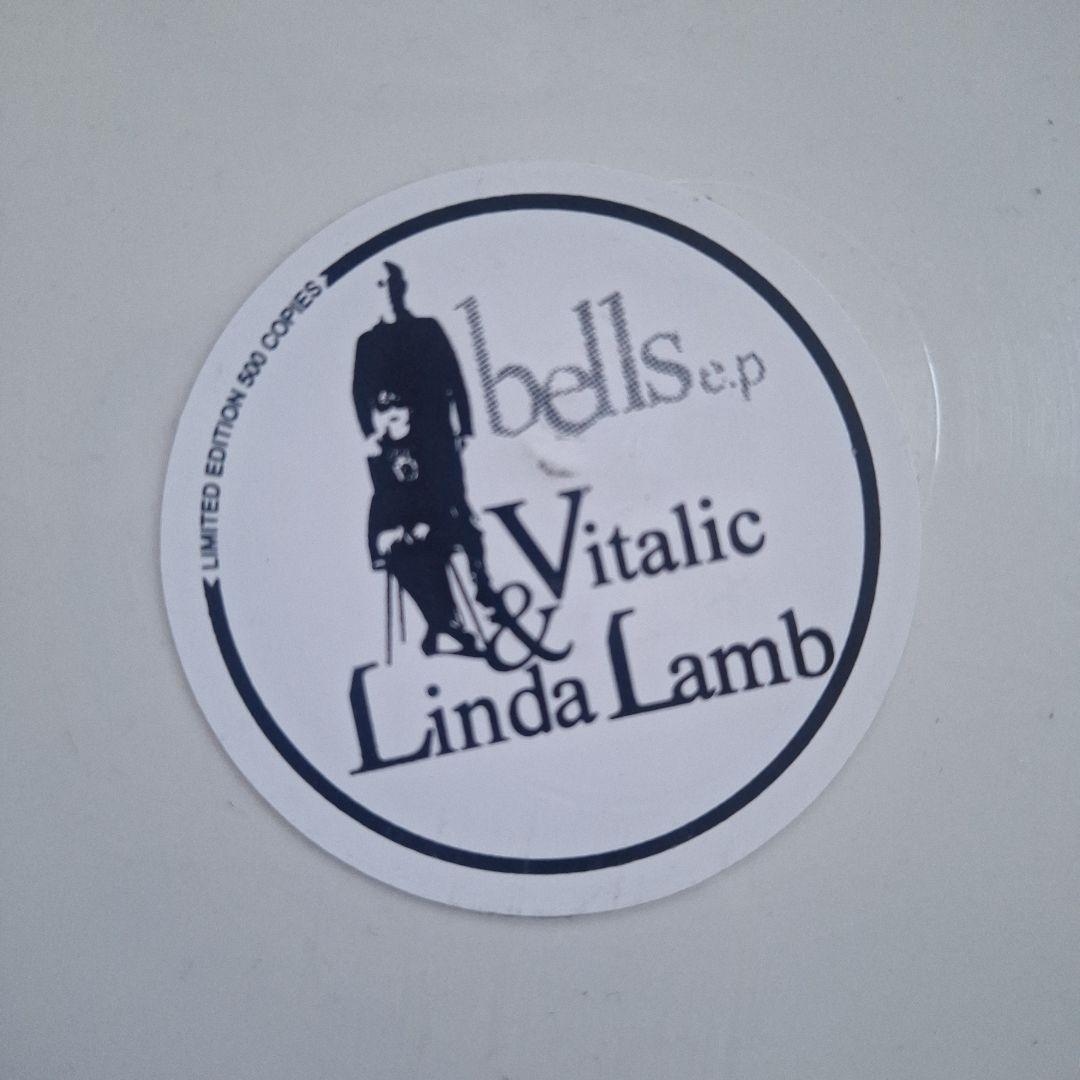 LIMITED EDITION 500 COPIES
bells e.p
Vitalic
&
Linda Lamb